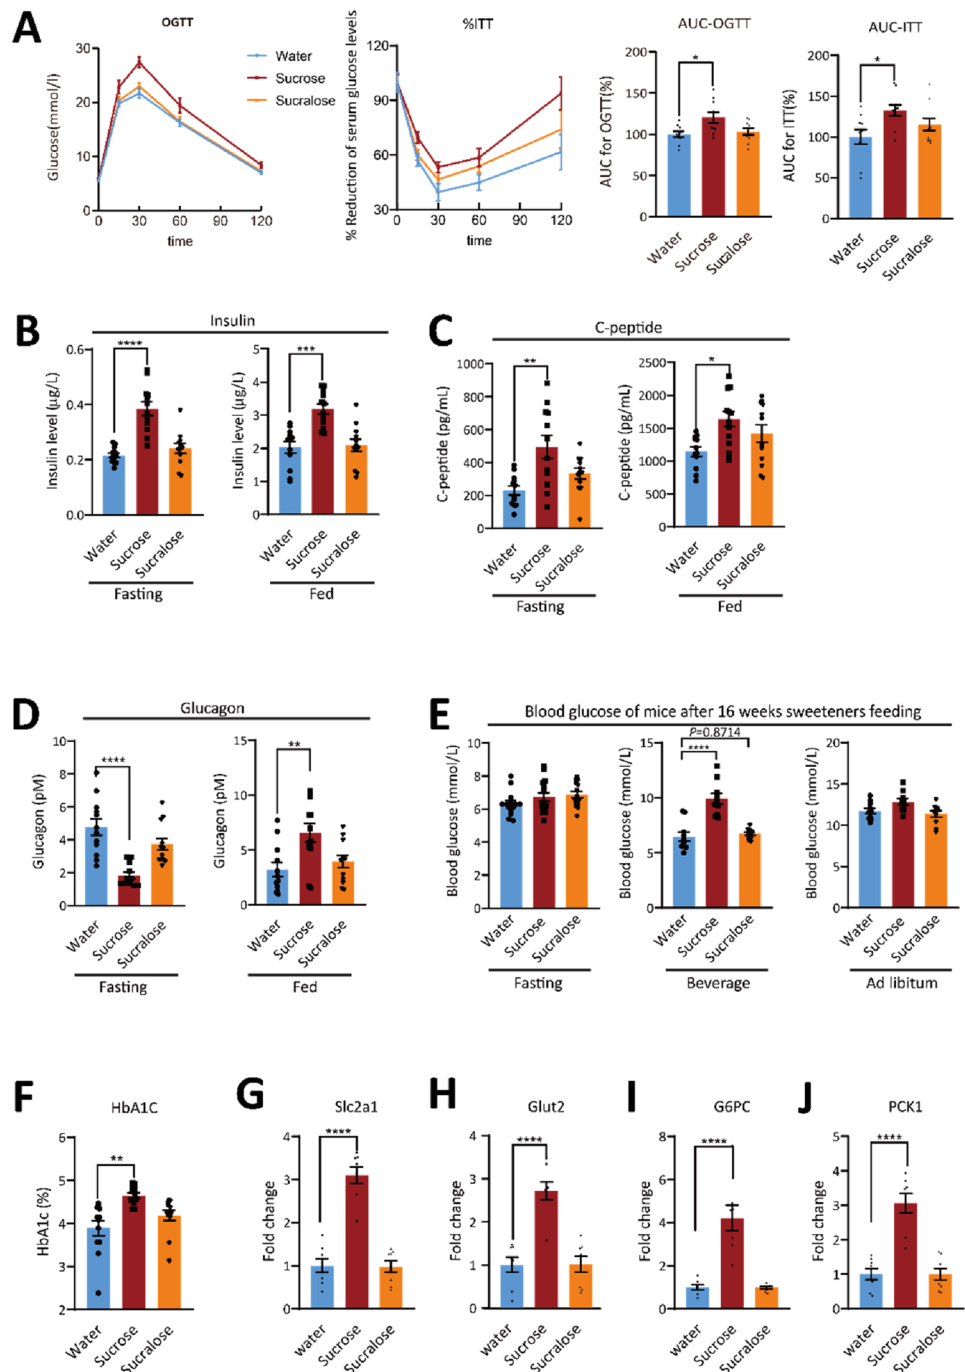 A
OGTT
%ITT
AUC-OGTT
AUC-ITT
Glucose(mmol/l)
30
20
10
0
0 30 60 90 120
time
Water
Sucrose
Sucralose
% Reduction of serum glucose levels
120
90
60
30
0 30 60 90 120
time
AUC for OGTT(%)
200
150
100
50
0
*
Water
Sucrose
Sucalose
AUC for ITT(%)
200
150
100
50
0
*
Water
Sucrose
Sucralose
B
Insulin
Insulin level (µg/L)
0.6
0.4
0.2
0.0
****
Water
Sucrose
Sucralose
Fasting
Insulin level (µg/L)
5
4
3
2
1
0
***
Water
Sucrose
Sucralose
Fed
C
C-peptide
C-peptide (pg/mL)
1000
800
600
400
200
0
**
Water
Sucrose
Sucralose
Fasting
C-peptide (pg/mL)
2500
2000
1500
1000
500
0
*
Water
Sucrose
Sucralose
Fed
D
Glucagon
Glucagon (pM)
10
8
6
4
2
0
****
Water
Sucrose
Sucralose
Fasting
Glucagon (pM)
15
10
5
0
**
Water
Sucrose
Sucralose
Fed
E
Blood glucose of mice after 16 weeks sweeteners feeding
Blood glucose (mmol/L)
10
8
6
4
2
0
Water
Sucrose
Sucralose
Fasting
Blood glucose (mmol/L)
15
10
5
0
P=0.8714
****
Water
Sucrose
Sucralose
Beverage
Blood glucose (mmol/L)
20
15
10
5
0
Water
Sucrose
Sucralose
Ad libitum
F
HbA1C
HbA1c (%)
6
5
4
3
2
**
Water
Sucrose
Sucralose
G
Slc2a1
Fold change
4
3
2
1
0
****
water
Sucrose
Sucralose
H
Glut2
Fold change
4
3
2
1
0
****
water
Sucrose
Sucralose
I
G6PC
Fold change
8
6
4
2
0
****
water
Sucrose
Sucralose
J
PCK1
Fold change
5
4
3
2
1
0
****
water
Sucrose
Sucralose